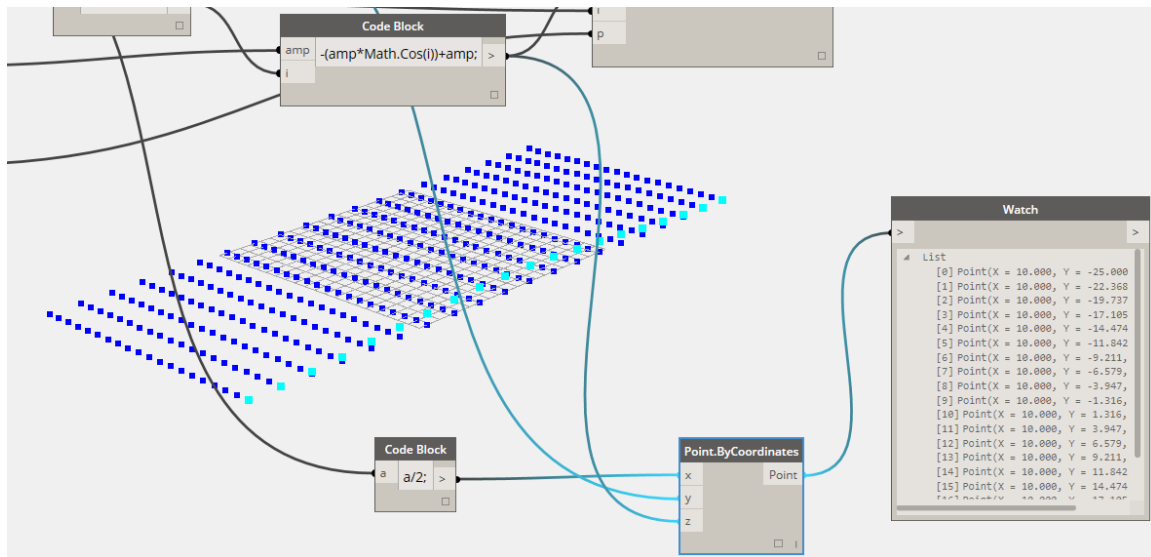 Code Block
amp
-(amp*Math.Cos(i))+amp;
>
i
p
Watch
>
>
List
[0] Point(X = 10.000, Y = -25.000
[1] Point(X = 10.000, Y = -22.368
[2] Point(X = 10.000, Y = -19.737
[3] Point(X = 10.000, Y = -17.105
[4] Point(X = 10.000, Y = -14.474
[5] Point(X = 10.000, Y = -11.842
[6] Point(X = 10.000, Y = -9.211,
[7] Point(X = 10.000, Y = -6.579,
[8] Point(X = 10.000, Y = -3.947,
[9] Point(X = 10.000, Y = -1.316,
[10] Point(X = 10.000, Y = 1.316,
[11] Point(X = 10.000, Y = 3.947,
[12] Point(X = 10.000, Y = 6.579,
[13] Point(X = 10.000, Y = 9.211,
[14] Point(X = 10.000, Y = 11.842
[15] Point(X = 10.000, Y = 14.474
Code Block
a
a/2;
>
Point.ByCoordinates
x
Point
y
z